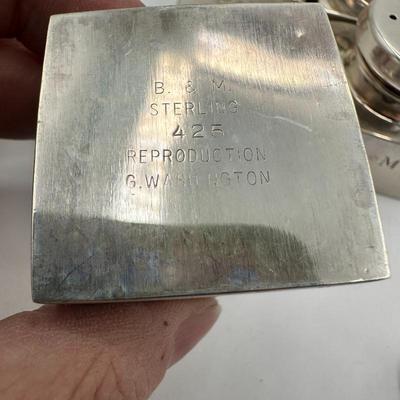 B. & M.
STERLING
425
REPRODUCTION
G. WASHINGTON
M